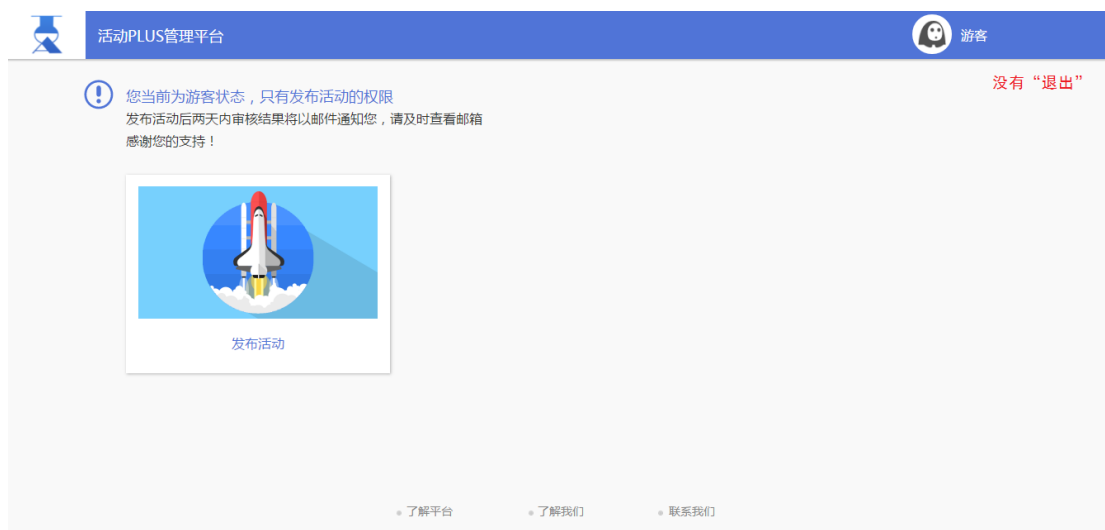 活动PLUS管理平台
游客
没有“退出”
您当前为游客状态，只有发布活动的权限
发布活动后两天内审核结果将以邮件通知您，请及时查看邮箱
感谢您的支持！
发布活动
了解平台
了解我们
联系我们